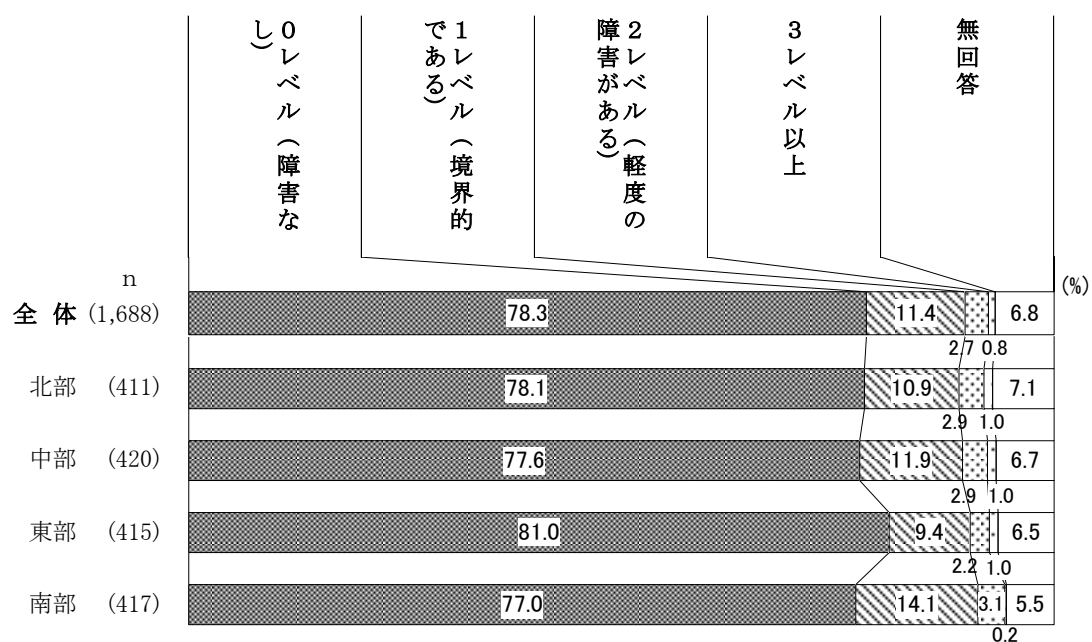 ０レベル（障害な
し）
１レベル（境界的
である）
２レベル（軽度の
障害がある）
３レベル以上
無回答
n
(%)
全 体 (1,688) 78.3 11.4 6.8
2.7 0.8
北部 (411) 78.1 10.9 7.1
2.9 1.0
中部 (420) 77.6 11.9 6.7
2.9 1.0
東部 (415) 81.0 9.4 6.5
2.2 1.0
南部 (417) 77.0 14.1 3.1 5.5
0.2